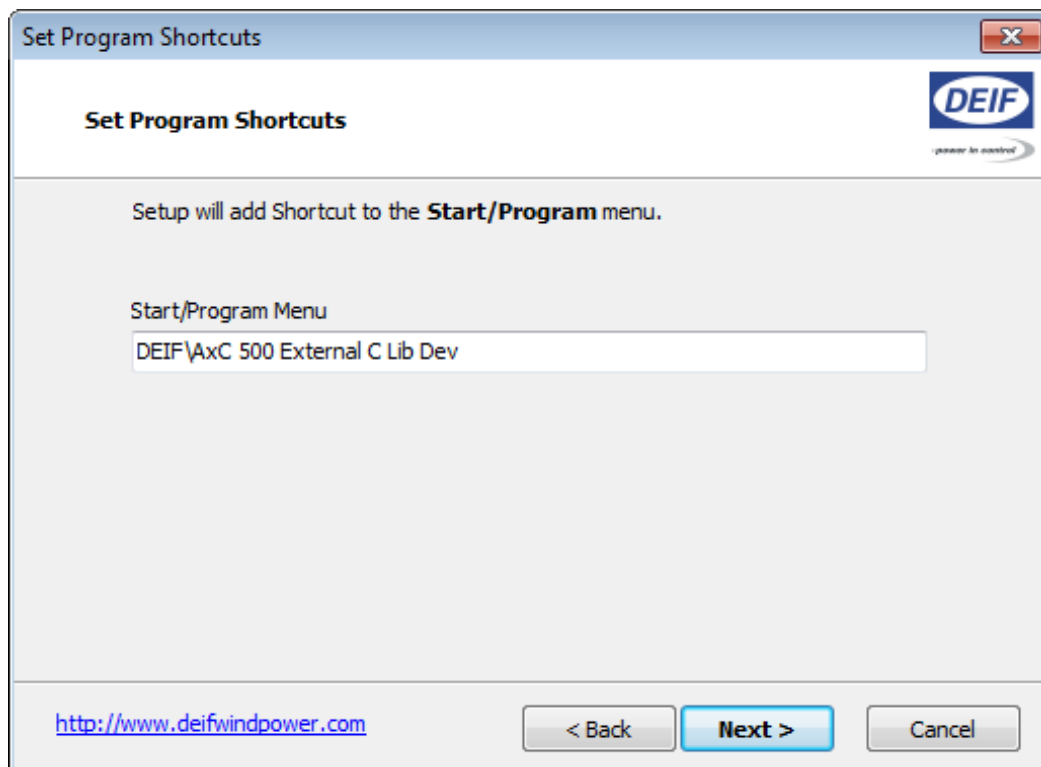 Set Program Shortcuts
Set Program Shortcuts
DEIF
power in control
Setup will add Shortcut to the Start/Program menu.
Start/Program Menu
DEIF\AxC 500 External C Lib Dev
http://www.deifwindpower.com
< Back
Next >
Cancel